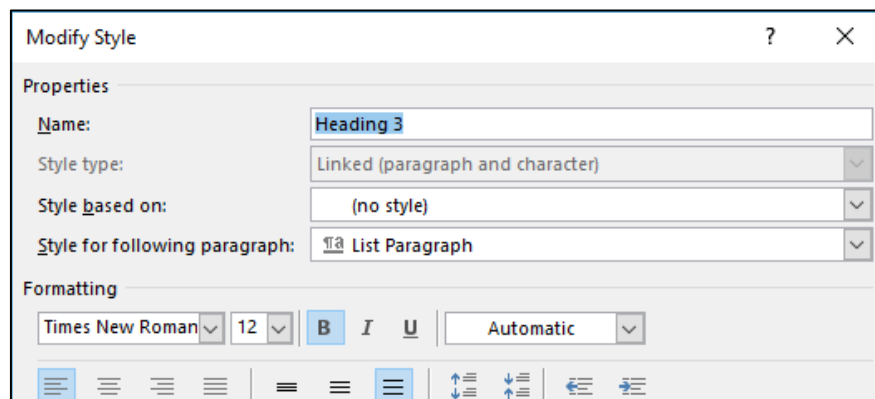 Modify Style ?
Properties
Name: Heading 3
Style type: Linked (paragraph and character)
Style based on: (no style)
Style for following paragraph: ¶a List Paragraph
Formatting
Times New Roman 12 B I U Automatic